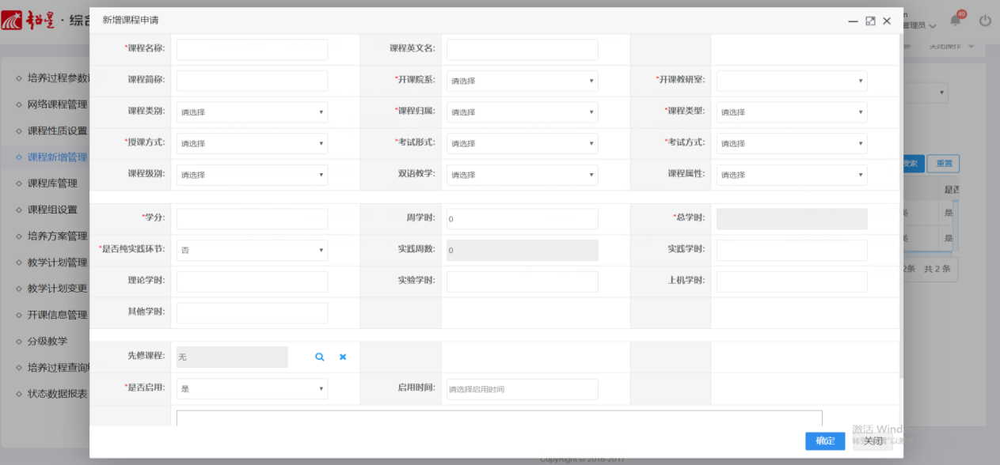 新增课程申请
· 综合
管理员
49
关闭操作
培养过程参数
网络课程管理
课程性质设置
课程新增管理
课程库管理
课程组设置
培养方案管理
教学计划管理
教学计划变更
开课信息管理
分级教学
培养过程查询
状态数据报表
*课程名称:
课程英文名:
课程简称:
*开课院系: 请选择
*开课教研室:
课程类别: 请选择
*课程归属: 请选择
*课程类型: 请选择
*授课方式: 请选择
*考试形式: 请选择
*考试方式: 请选择
课程级别: 请选择
双语教学: 请选择
课程属性: 请选择
*学分:
周学时: 0
*总学时:
*是否纯实践环节: 否
实践周数: 0
实践学时:
理论学时:
实验学时:
上机学时:
其他学时:
先修课程: 无
*是否启用: 是
启用时间: 请选择启用时间
搜索 重置
是否
是
是
2条 共 2 条
确定 关闭
激活 Windows
CopyRight © 2016-2017